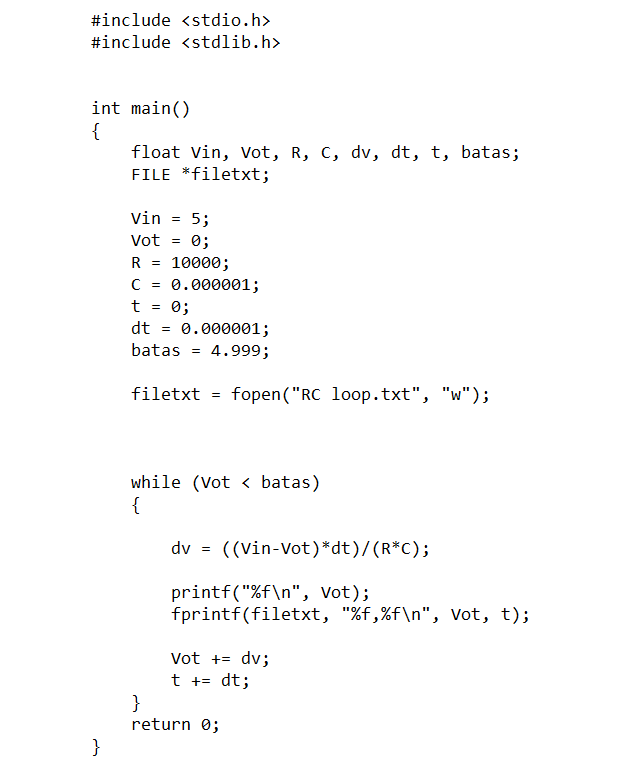 #include <stdio.h>
#include <stdlib.h>
int main()
{
float Vin, Vot, R, C, dv, dt, t, batas;
FILE *filetxt;
Vin = 5;
Vot = 0;
R = 10000;
C = 0.000001;
t = 0;
dt = 0.000001;
batas = 4.999;
filetxt = fopen("RC loop.txt", "w");
while (Vot < batas)
{
dv = ((Vin-Vot)*dt)/(R*C);
printf("%f\n", Vot);
fprintf(filetxt, "%f,%f\n", Vot, t);
Vot += dv;
t += dt;
}
return 0;
}